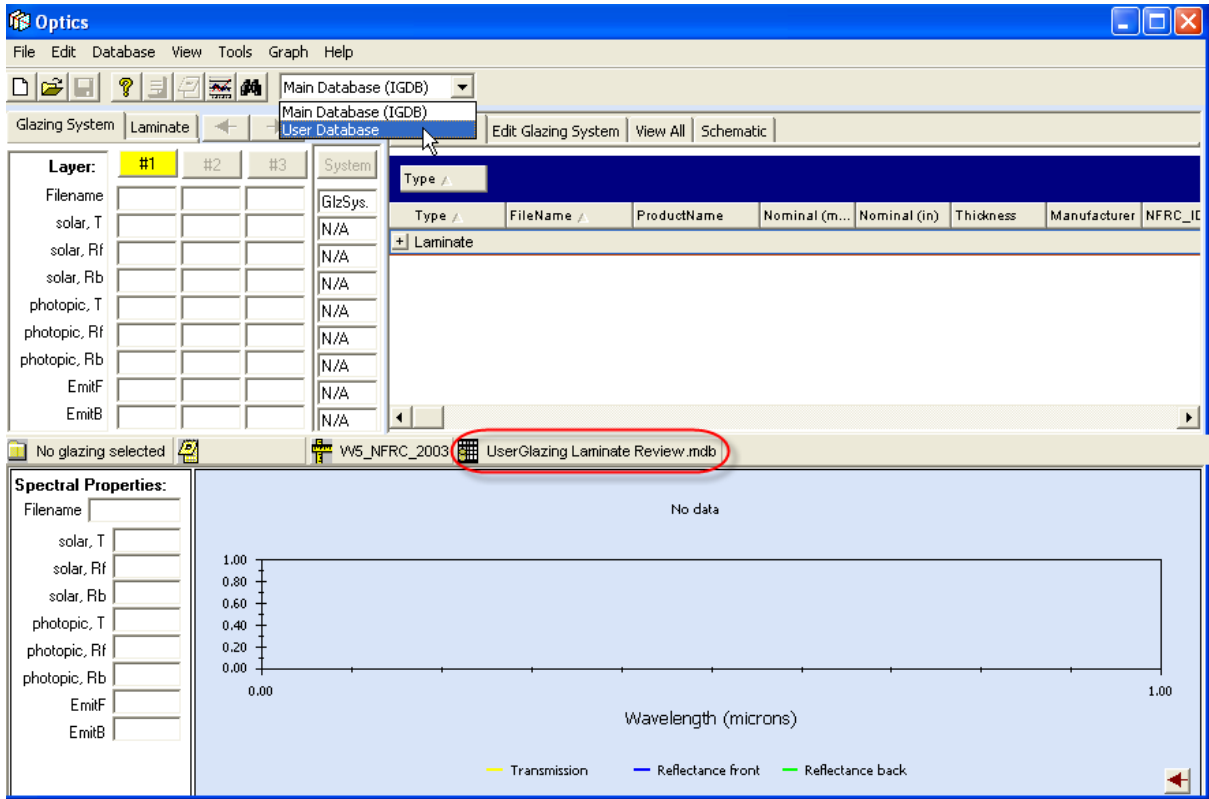 Optics
File Edit Database View Tools Graph Help
Main Database (IGDB)
Main Database (IGDB)
User Database
Glazing System Laminate Edit Glazing System View All Schematic
Layer: #1 #2 #3 System
Filename GlzSys.
solar, T N/A
solar, Rf N/A
solar, Rb N/A
photopic, T N/A
photopic, Rf N/A
photopic, Rb N/A
EmitF N/A
EmitB N/A
Type
Type FileName ProductName Nominal (m... Nominal (in) Thickness Manufacturer NFRC_ID
+ Laminate
No glazing selected W5_NFRC_2003 UserGlazing Laminate Review.mdb
Spectral Properties:
Filename
solar, T
solar, Rf
solar, Rb
photopic, T
photopic, Rf
photopic, Rb
EmitF
EmitB
No data
1.00
0.80
0.60
0.40
0.20
0.00
0.00 1.00
Wavelength (microns)
Transmission Reflectance front Reflectance back